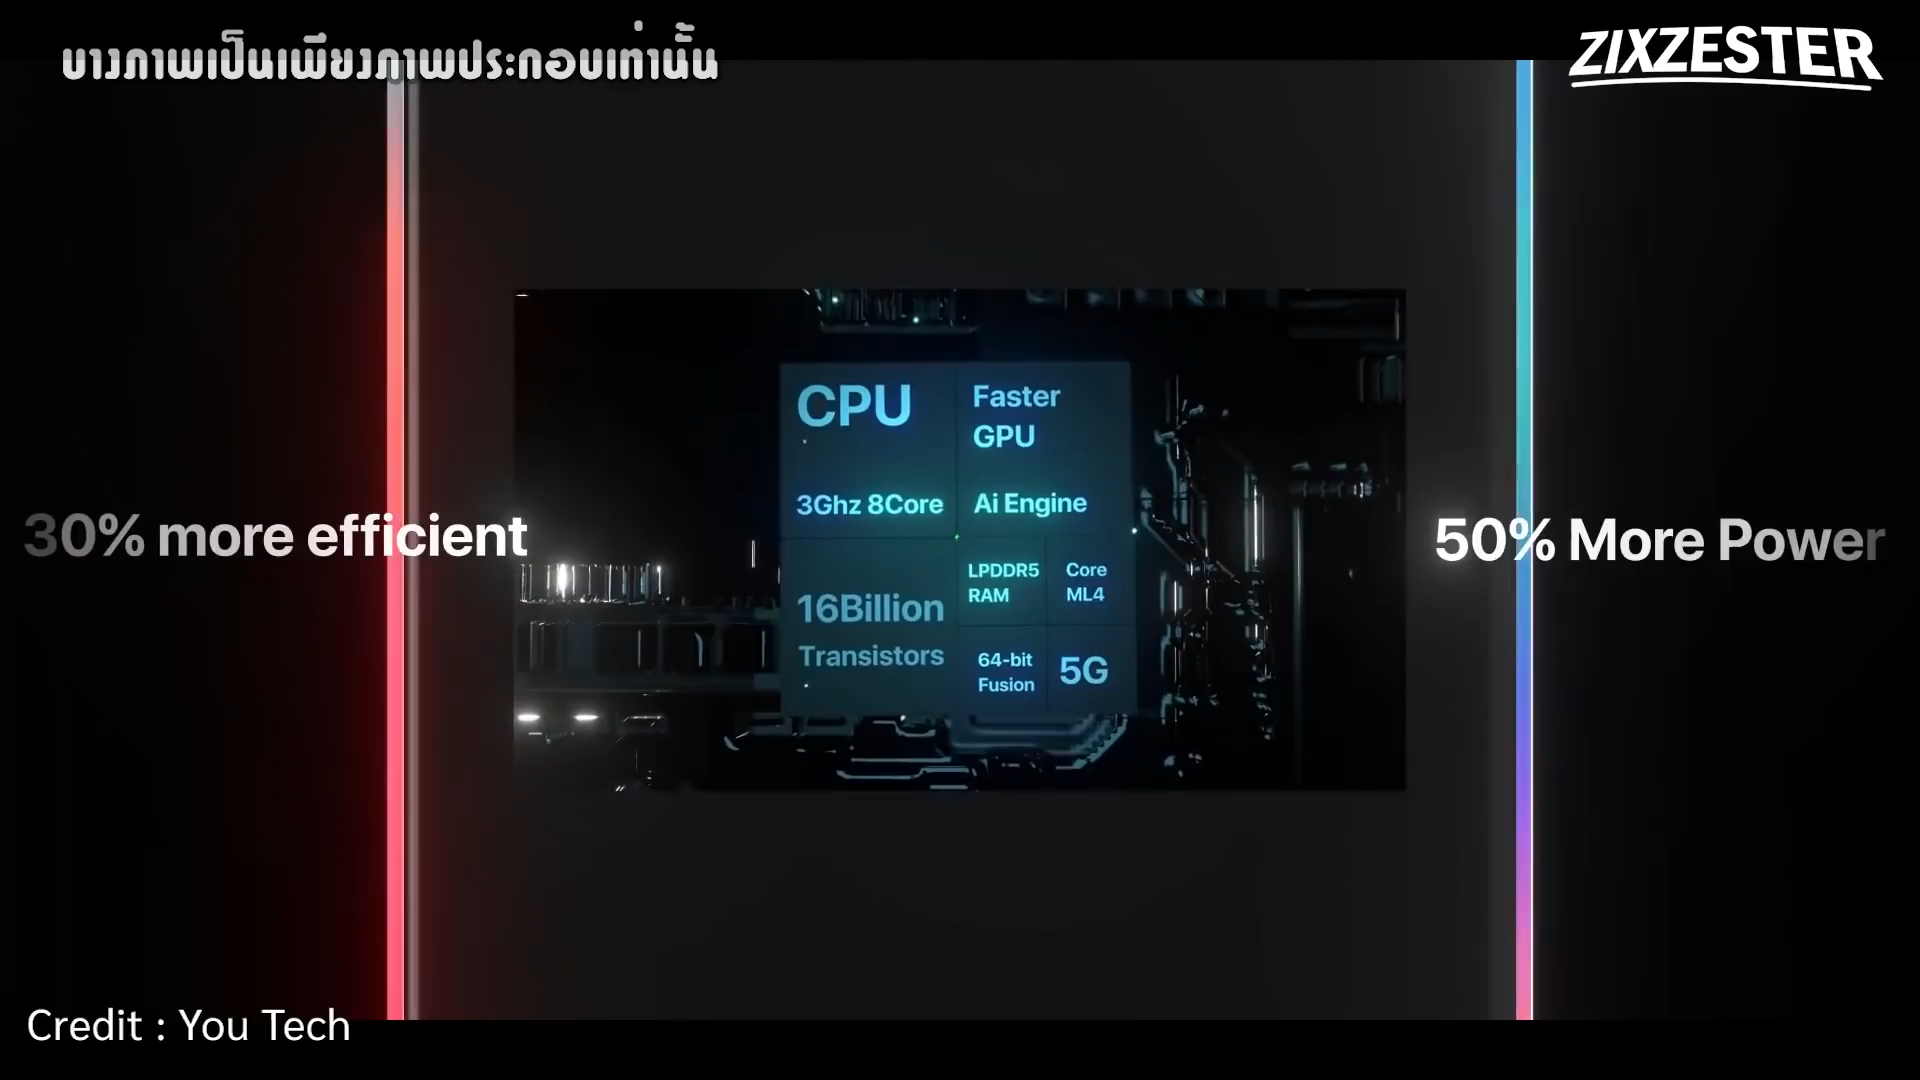 บางภาพเป็นเพียงภาพประกอบเท่านั้น
ZIXZESTER
30% more efficient
50% More Power
CPU
3Ghz 8Core
Faster
GPU
Ai Engine
16Billion
Transistors
LPDDR5
RAM
Core
ML4
64-bit
Fusion
5G
Credit : You Tech